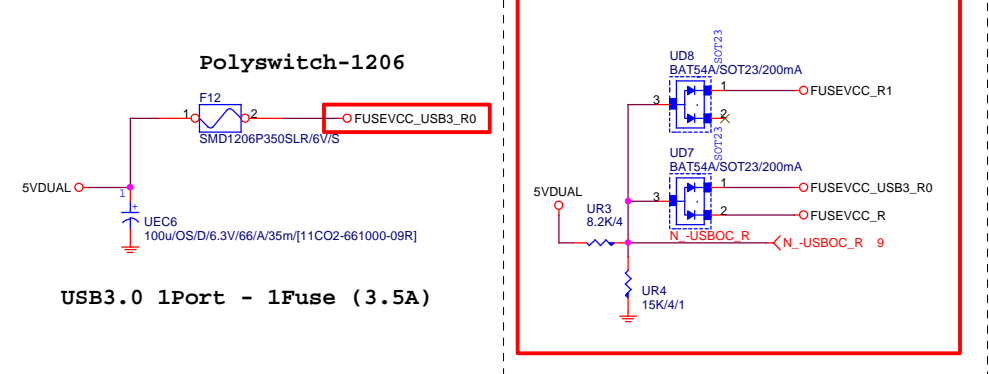 Polyswitch-1206
F12
1
2
FUSEVCC_USB3_R0
SMD1206P350SLR/6V/S
5VDUAL
1
+
UEC6
100u/OS/D/6.3V/66/A/35m/[11CO2-661000-09R]
USB3.0 1Port - 1Fuse (3.5A)
SOT23
UD8
BAT54A/SOT23/200mA
3
1
FUSEVCC_R1
2
SOT23
UD7
BAT54A/SOT23/200mA
3
1
FUSEVCC_USB3_R0
2
FUSEVCC_R
5VDUAL
UR3
8.2K/4
N_-USBOC_R
N_-USBOC_R 9
UR4
15K/4/1